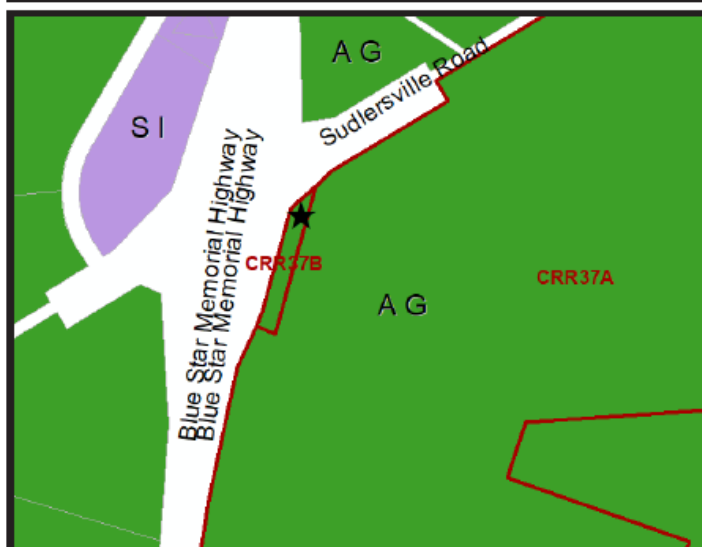 A G
Sudlersville Road
S I
Blue Star Memorial Highway
Blue Star Memorial Highway
CRR37B
CRR37A
A G